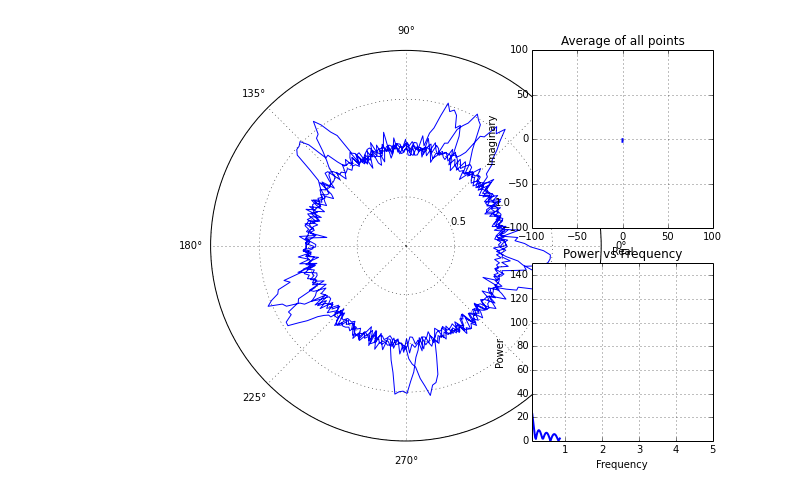 90°
135°
180°
225°
270°
0°
0.5
1.0
Average of all points
100
50
0
−50
−100
Imaginary
−100 −50 0 50 100
Real
Power vs Frequency
140
120
100
80
60
40
20
0
Power
1 2 3 4 5
Frequency